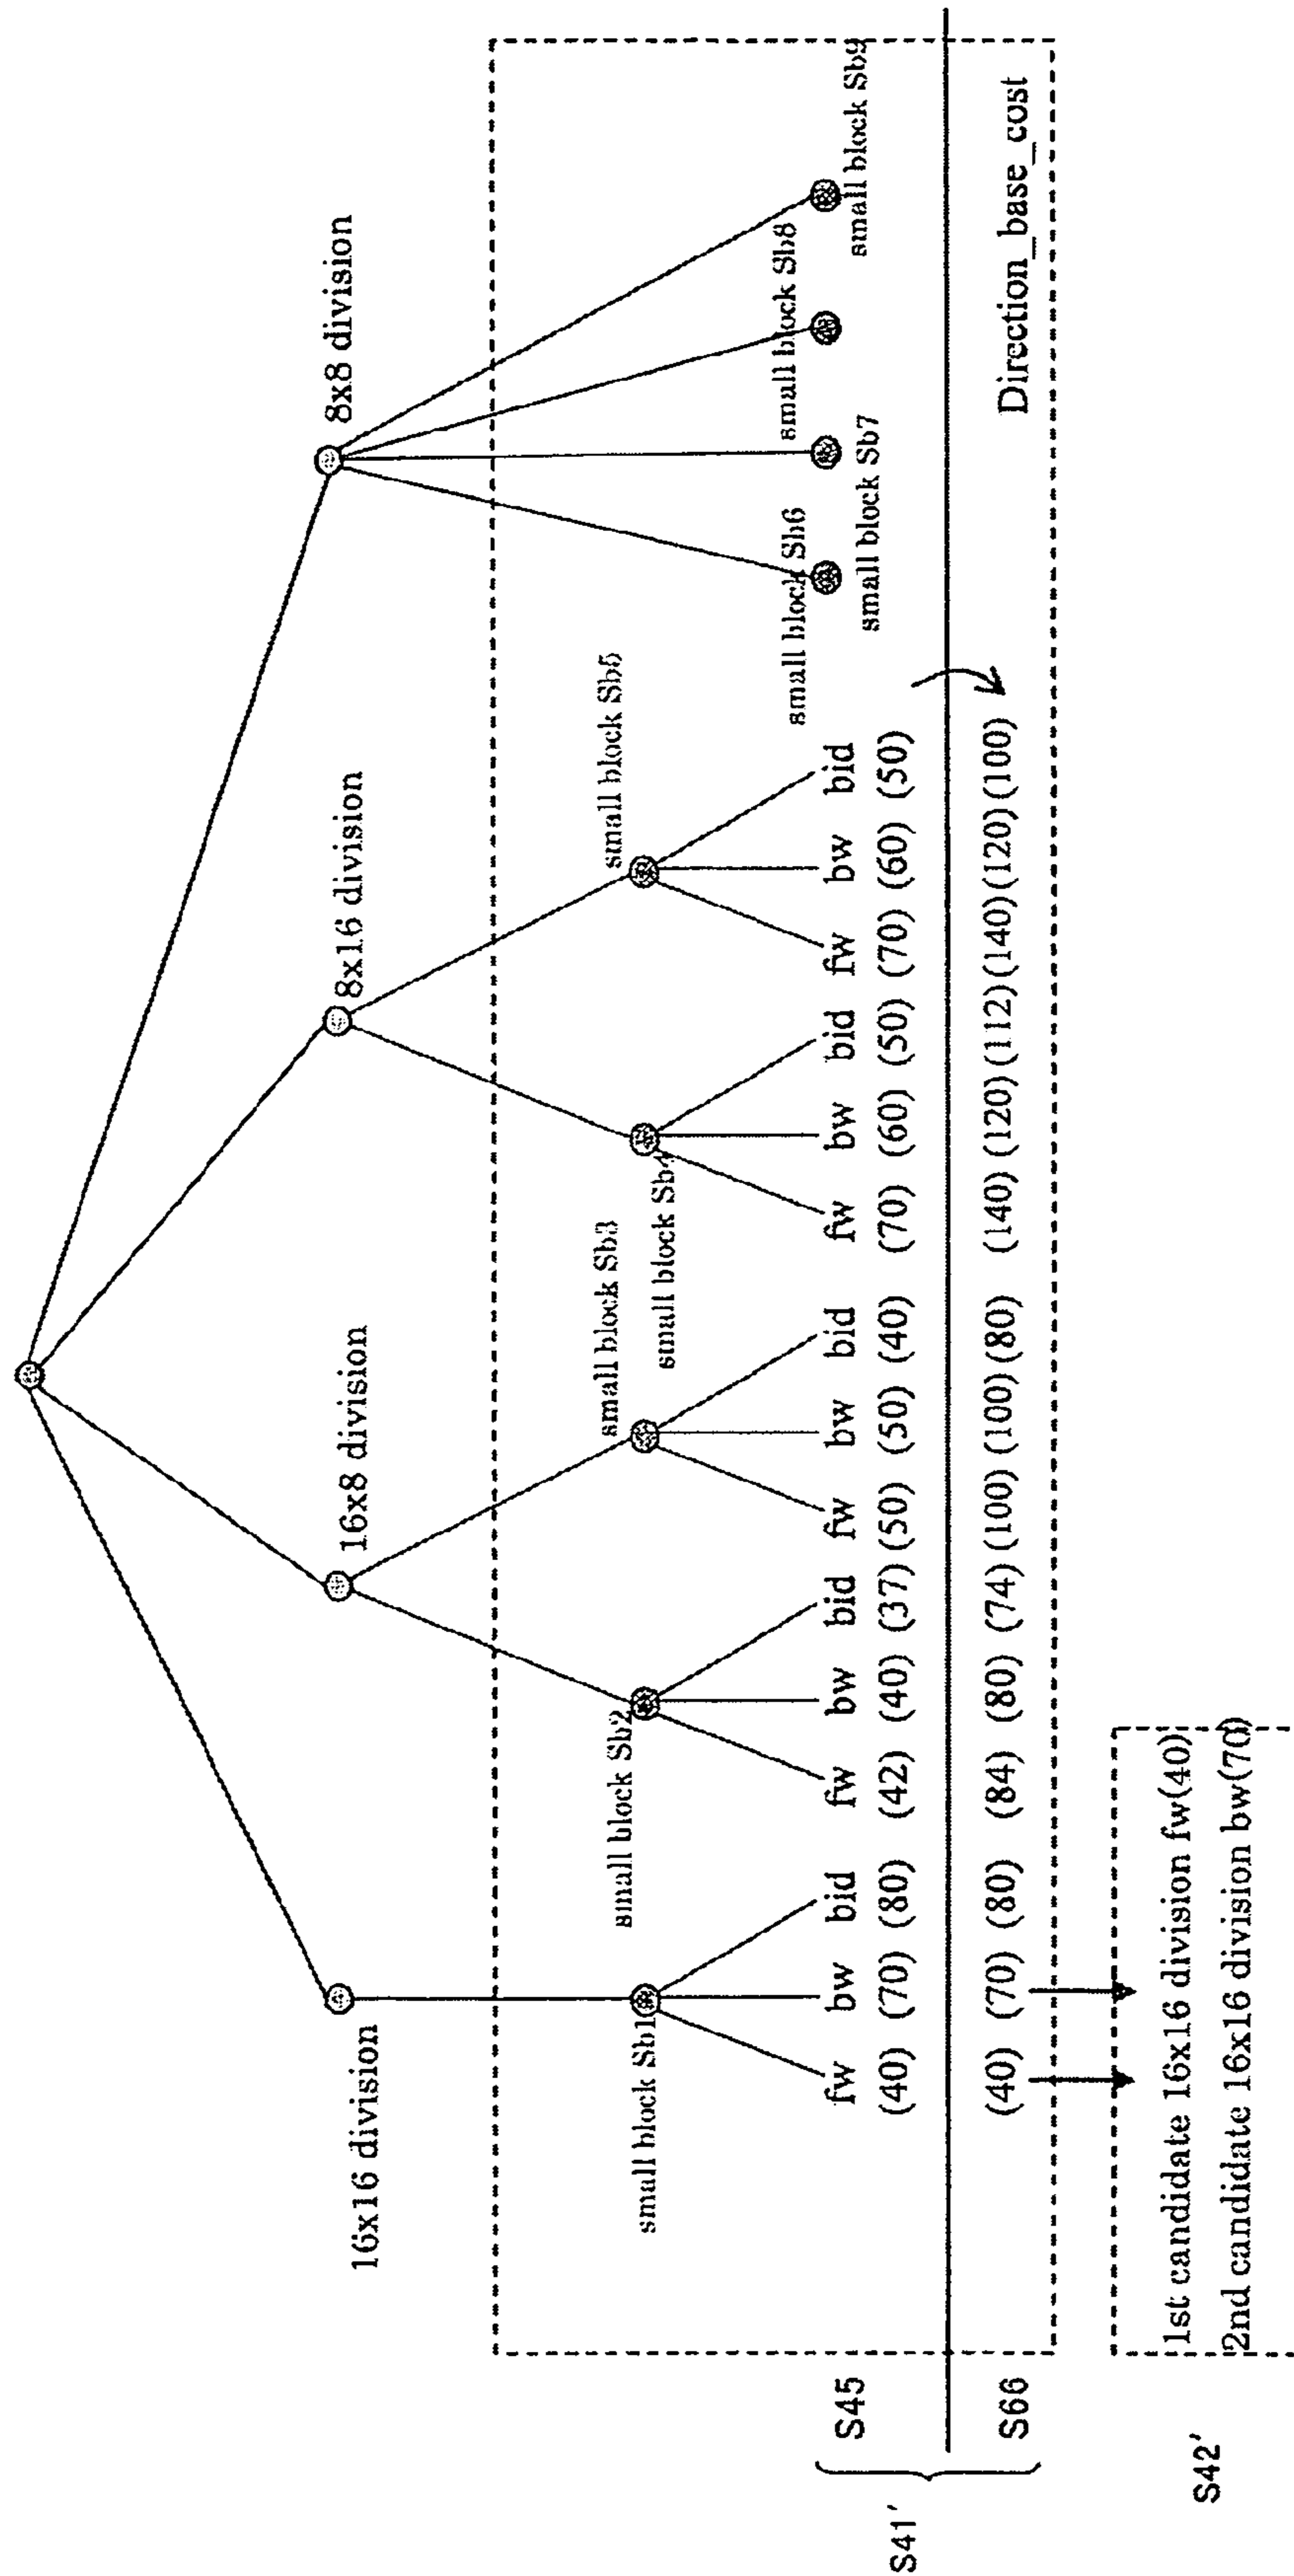 16x16 division
16x8 division
8x16 division
8x8 division
small block Sb1
small block Sb2
small block Sb3
small block Sb4
small block Sb5
small block Sb6
small block Sb7
small block Sb8
small block Sb9
fw bw bid fw bw bid fw bw bid fw bw bid fw bw bid
S45 (40) (70) (80) (42) (40) (37) (50) (50) (40) (70) (60) (50) (70) (60) (50)
S41'
S66 (40) (70) (80) (84) (80) (74) (100) (100) (80) (140) (120) (112) (140) (120) (100) Direction_base_cost
S42'
1st candidate 16x16 division fw(40)
2nd candidate 16x16 division bw(70)